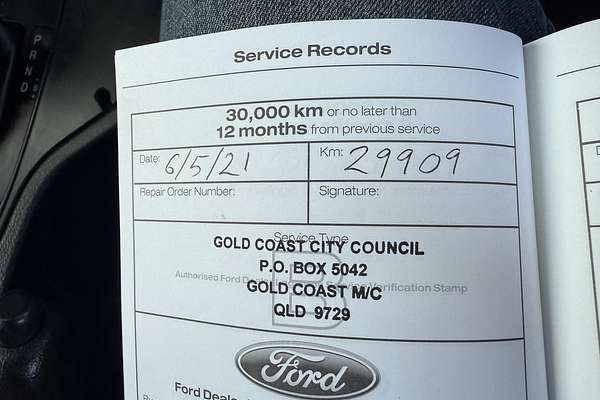 P
R
N
D
Service Records
30,000 km or no later than
12 months from previous service
Date: 6/5/21
Km: 29909
Repair Order Number:
Signature:
Service Type
B
GOLD COAST CITY COUNCIL
P.O. BOX 5042
Authorised Ford Verification Stamp
GOLD COAST M/C
QLD 9729
Ford
Ford